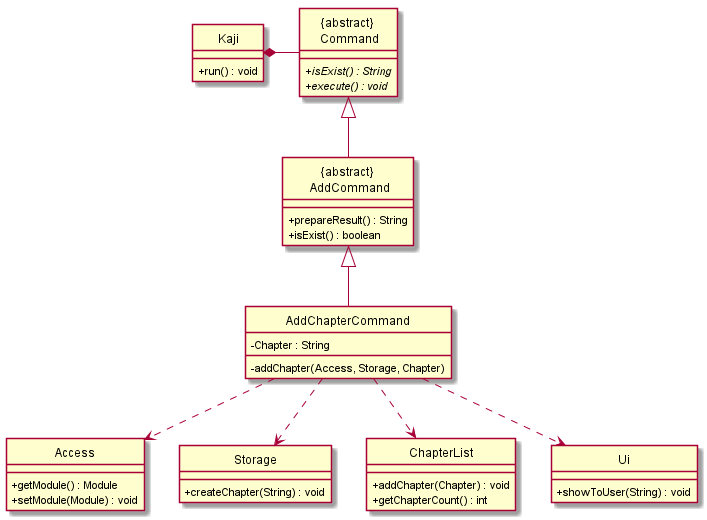 Kaji
+run() : void
{abstract}
Command
+isExist() : String
+execute() : void
{abstract}
AddCommand
+prepareResult() : String
+isExist() : boolean
AddChapterCommand
-Chapter : String
-addChapter(Access, Storage, Chapter)
Access
+getModule() : Module
+setModule(Module) : void
Storage
+createChapter(String) : void
ChapterList
+addChapter(Chapter) : void
+getChapterCount() : int
Ui
+showToUser(String) : void